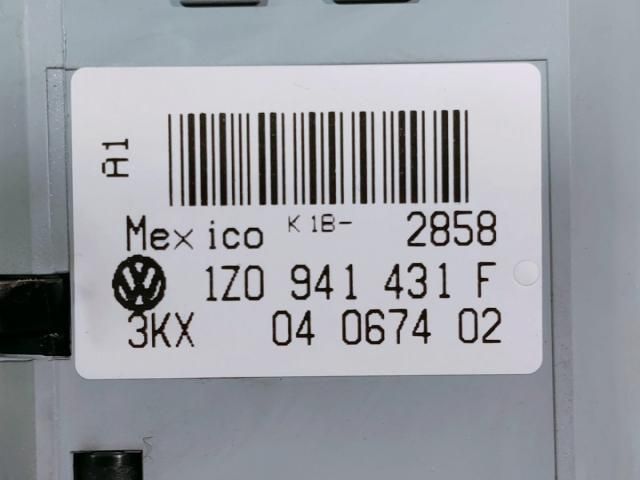 A1
Mexico K 1B- 2858
1Z0 941 431 F
3KX 04 0674 02